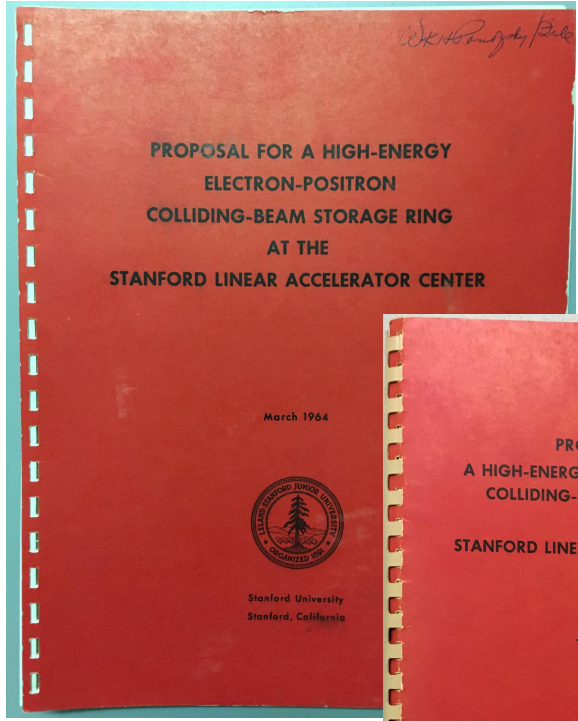 W K H Panofsky
PROPOSAL FOR A HIGH-ENERGY
ELECTRON-POSITRON
COLLIDING-BEAM STORAGE RING
AT THE
STANFORD LINEAR ACCELERATOR CENTER
March 1964
LELAND STANFORD JUNIOR UNIVERSITY
ORGANIZED 1891
Stanford University
Stanford, California
PRO
A HIGH-ENERG
COLLIDING-
STANFORD LINE